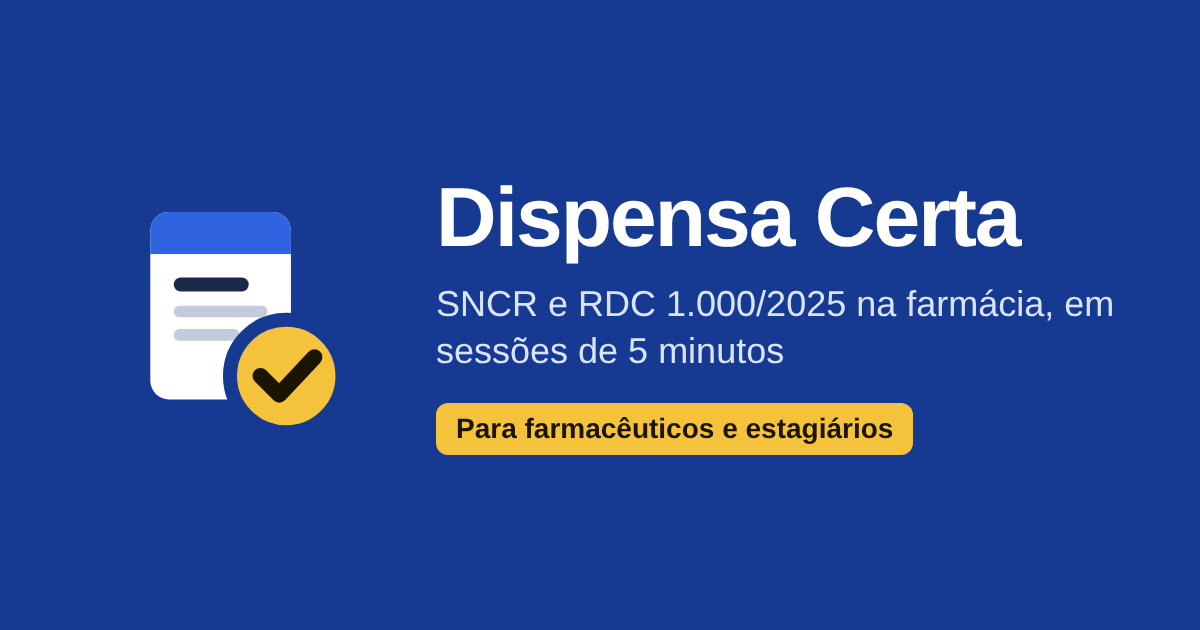 Dispensa Certa
SNCR e RDC 1.000/2025 na farmácia, em
sessões de 5 minutos
Para farmacêuticos e estagiários